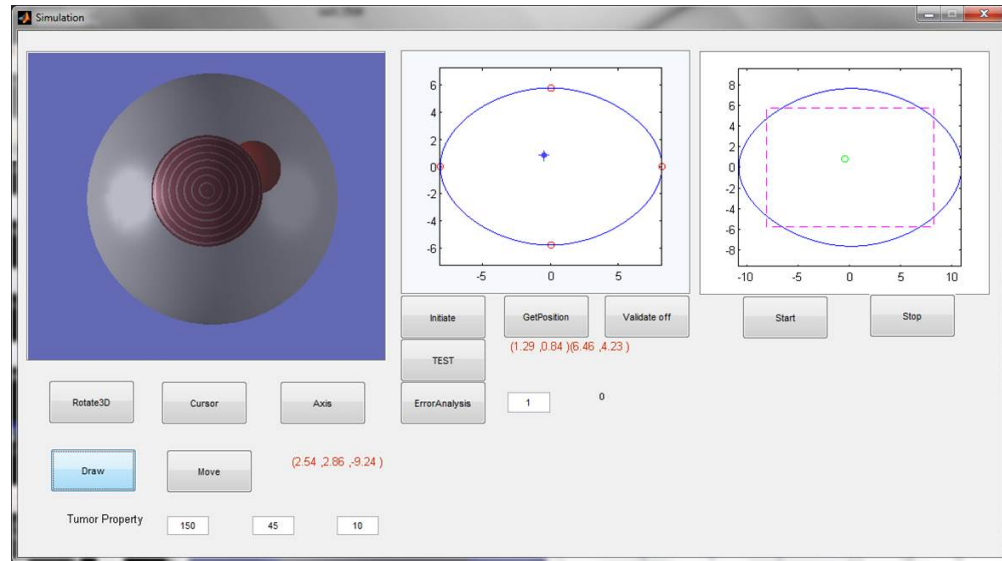 Simulation
6
4
2
0
-2
-4
-6
-5 0 5
8
6
4
2
0
-2
-4
-6
-8
-10 -5 0 5 10
Initiate GetPosition Validate off Start Stop
TEST (1.29 ,0.84 )(6.46 ,4.23 )
Rotate3D Cursor Axis ErrorAnalysis 1 0
Draw Move (2.54 ,2.86 ,-9.24 )
Tumor Property 150 45 10